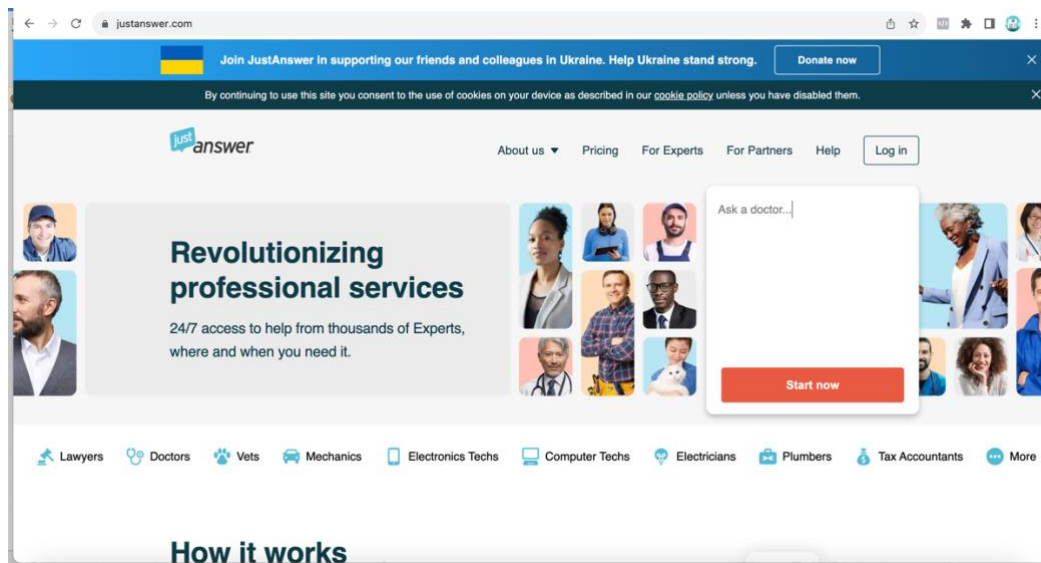 justanswer.com
Join JustAnswer in supporting our friends and colleagues in Ukraine. Help Ukraine stand strong.
Donate now
By continuing to use this site you consent to the use of cookies on your device as described in our cookie policy unless you have disabled them.
just answer
About us ▼ Pricing For Experts For Partners Help Log in
Ask a doctor...
Revolutionizing
professional services
24/7 access to help from thousands of Experts,
where and when you need it.
Start now
Lawyers Doctors Vets Mechanics Electronics Techs Computer Techs Electricians Plumbers Tax Accountants More
How it works